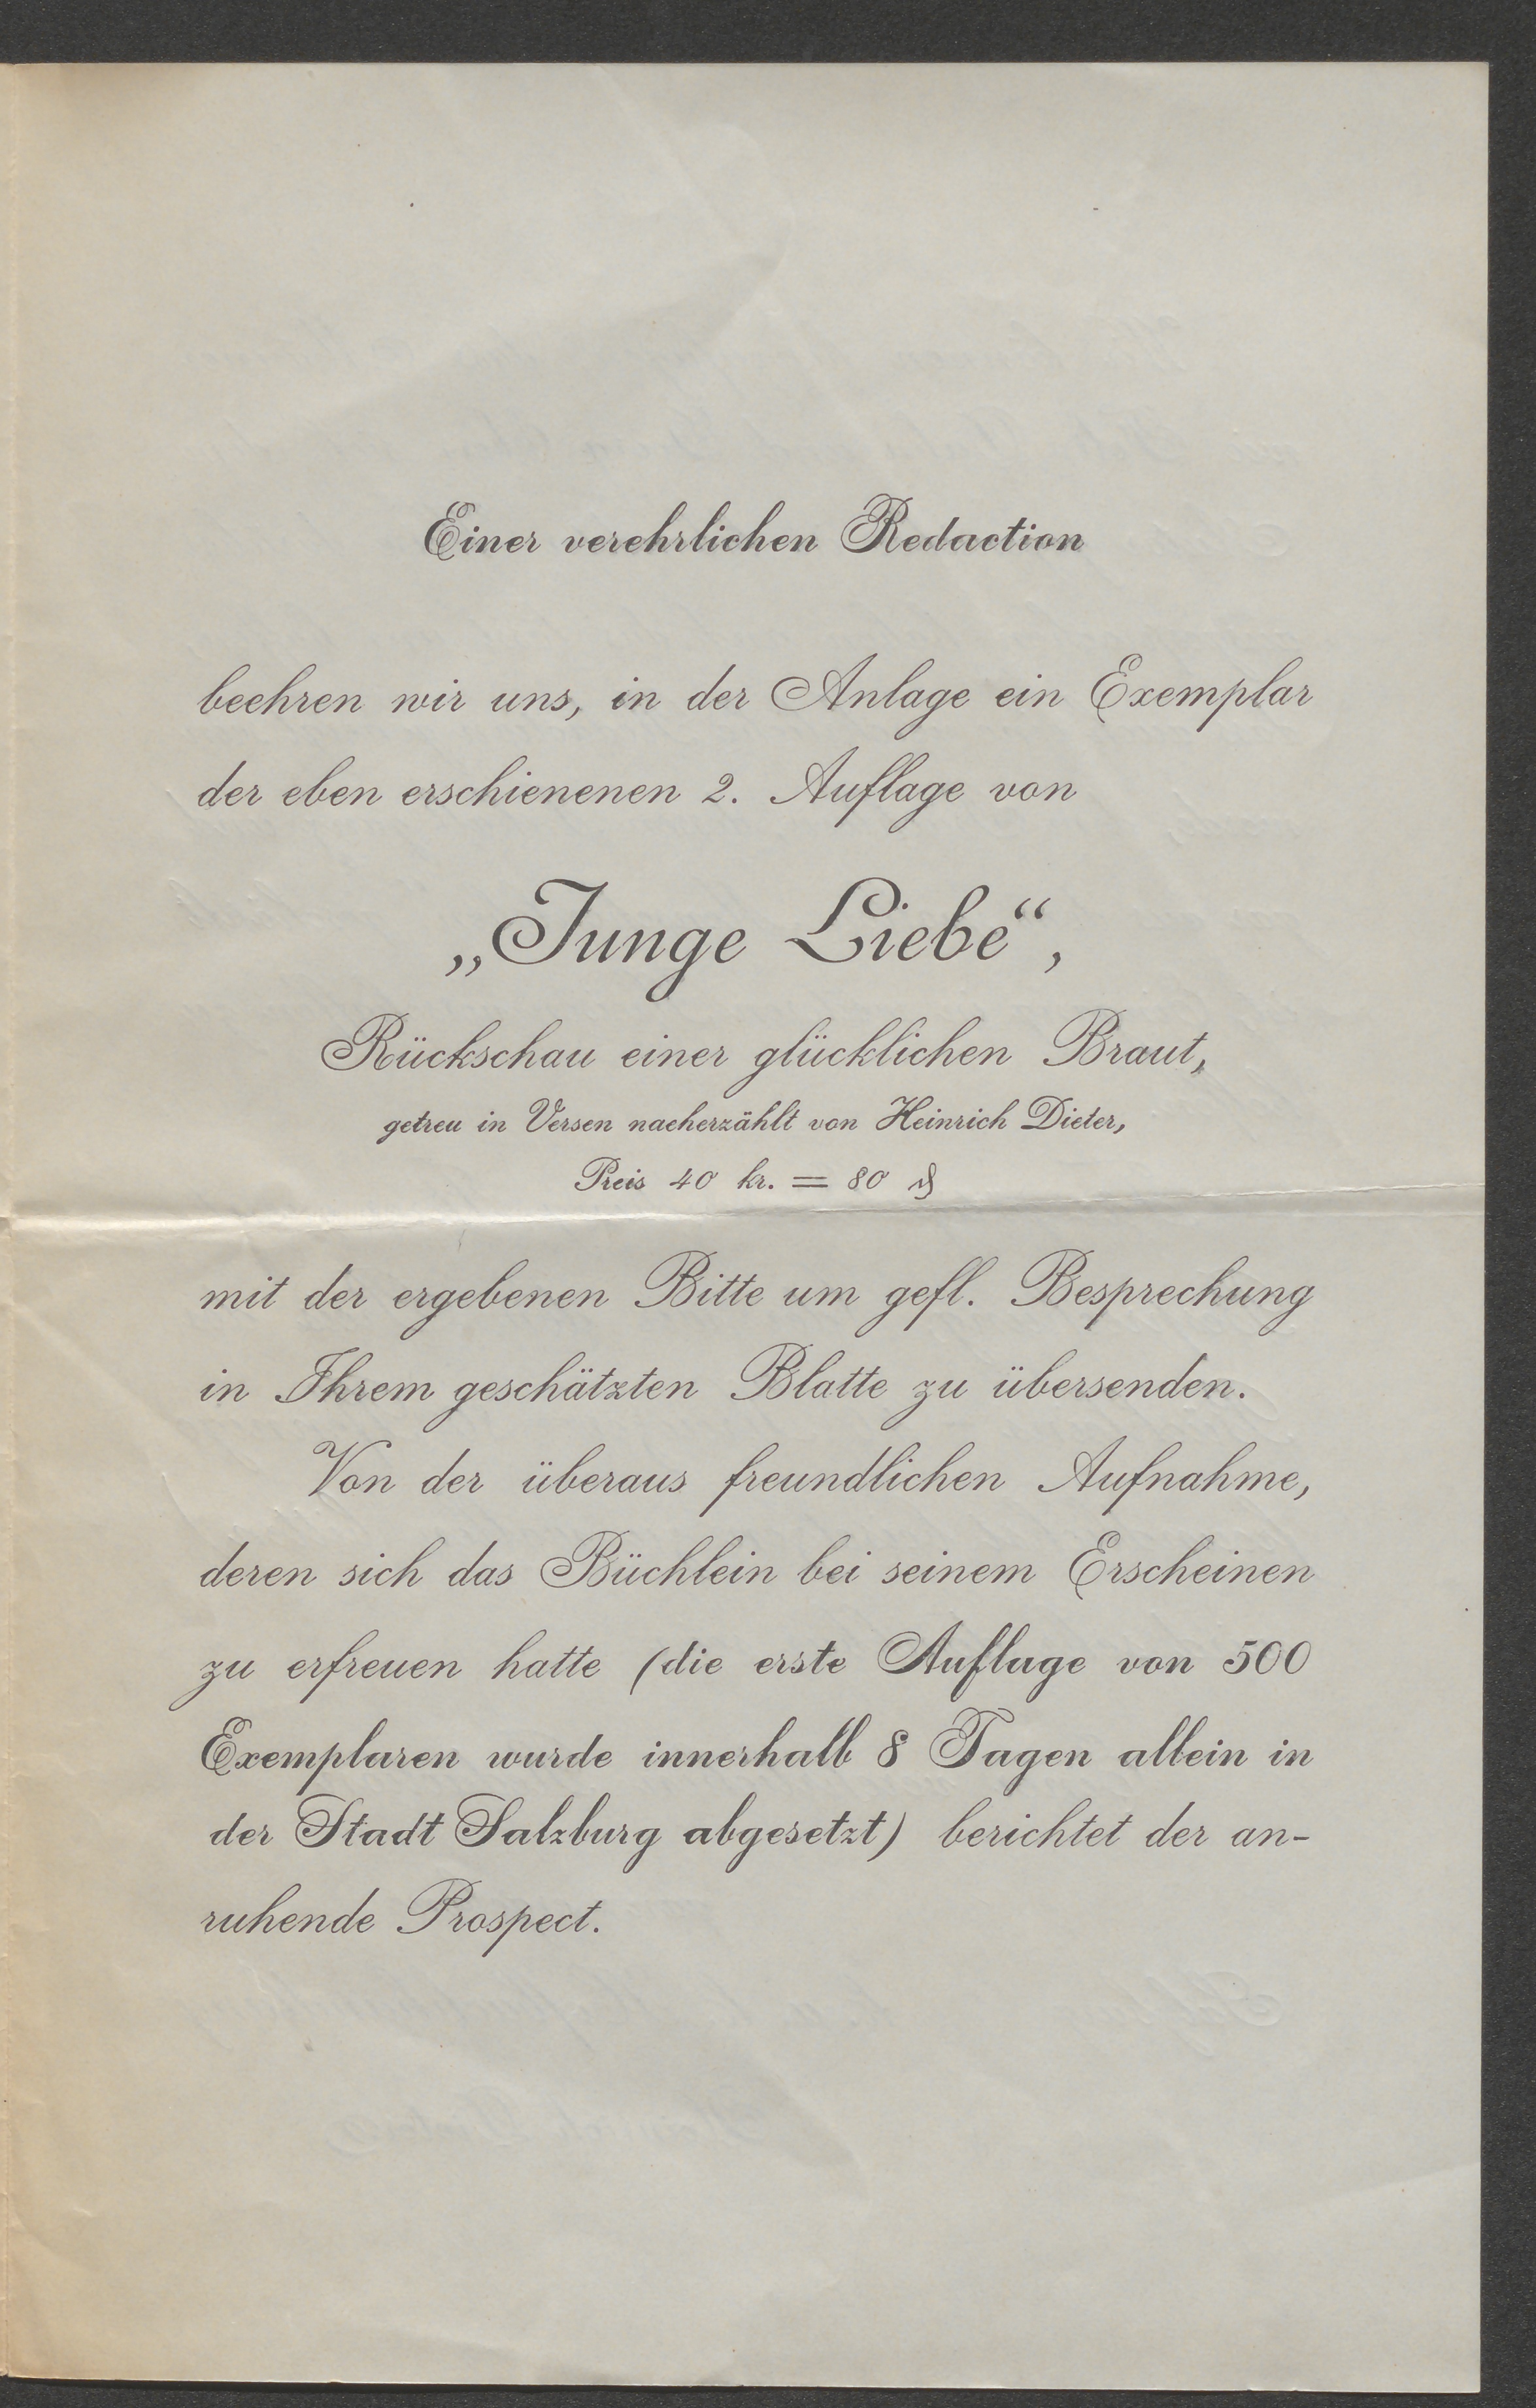 Einer verehrlichen Redaction
beehren wir uns, in der Anlage ein Exemplar
der eben erschienenen 2. Auflage von
„Junge Liebe“,
Rückschau einer glücklichen Braut,
getreu in Versen nacherzählt von Heinrich Dieter,
Preis 40 kr. = 80 ₰
mit der ergebenen Bitte um gefl. Besprechung
in Ihrem geschätzten Blatte zu übersenden.
Von der überaus freundlichen Aufnahme,
deren sich das Büchlein bei seinem Erscheinen
zu erfreuen hatte (die erste Auflage von 500
Exemplaren wurde innerhalb 8 Tagen allein in
der Stadt Salzburg abgesetzt) berichtet der an-
ruhende Prospect.